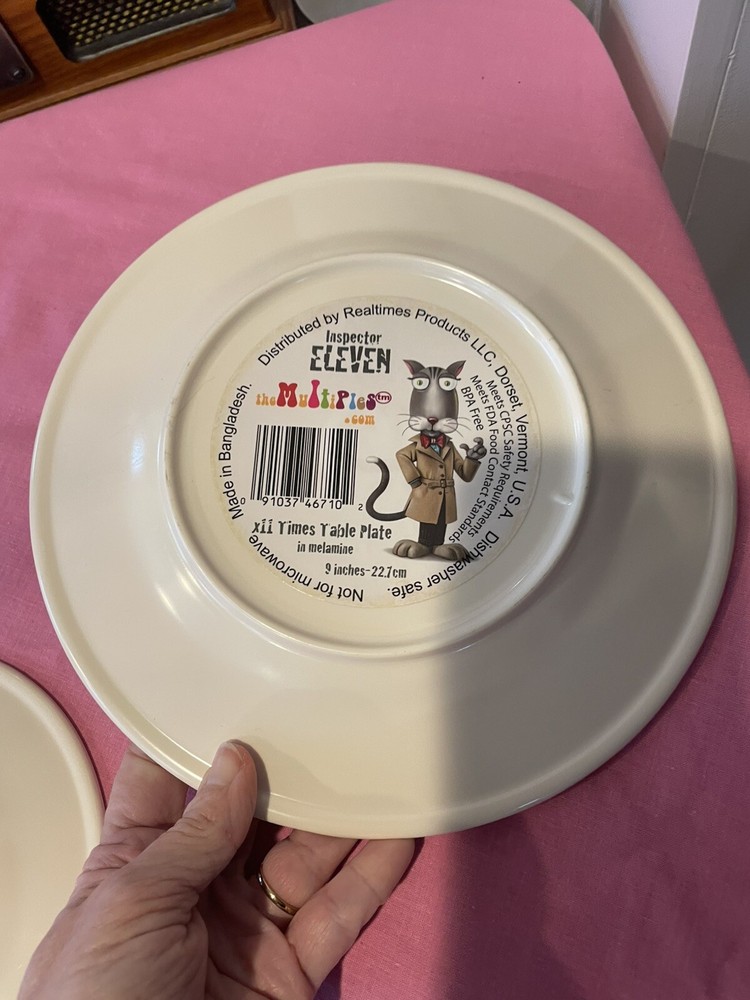 Distributed by Realtimes Products LLC, Dorset, Vermont, U.S.A. Dishwasher safe. Not for microwave Made in Bangladesh.
Inspector
ELEVEN
theMultiples™
.com
0 91037 46710 2
xii Times Table Plate
in melamine
9 inches-22.7cm
Meets CPSC Safety Requirements
Meets FDA Food Contact Standards
BPA Free